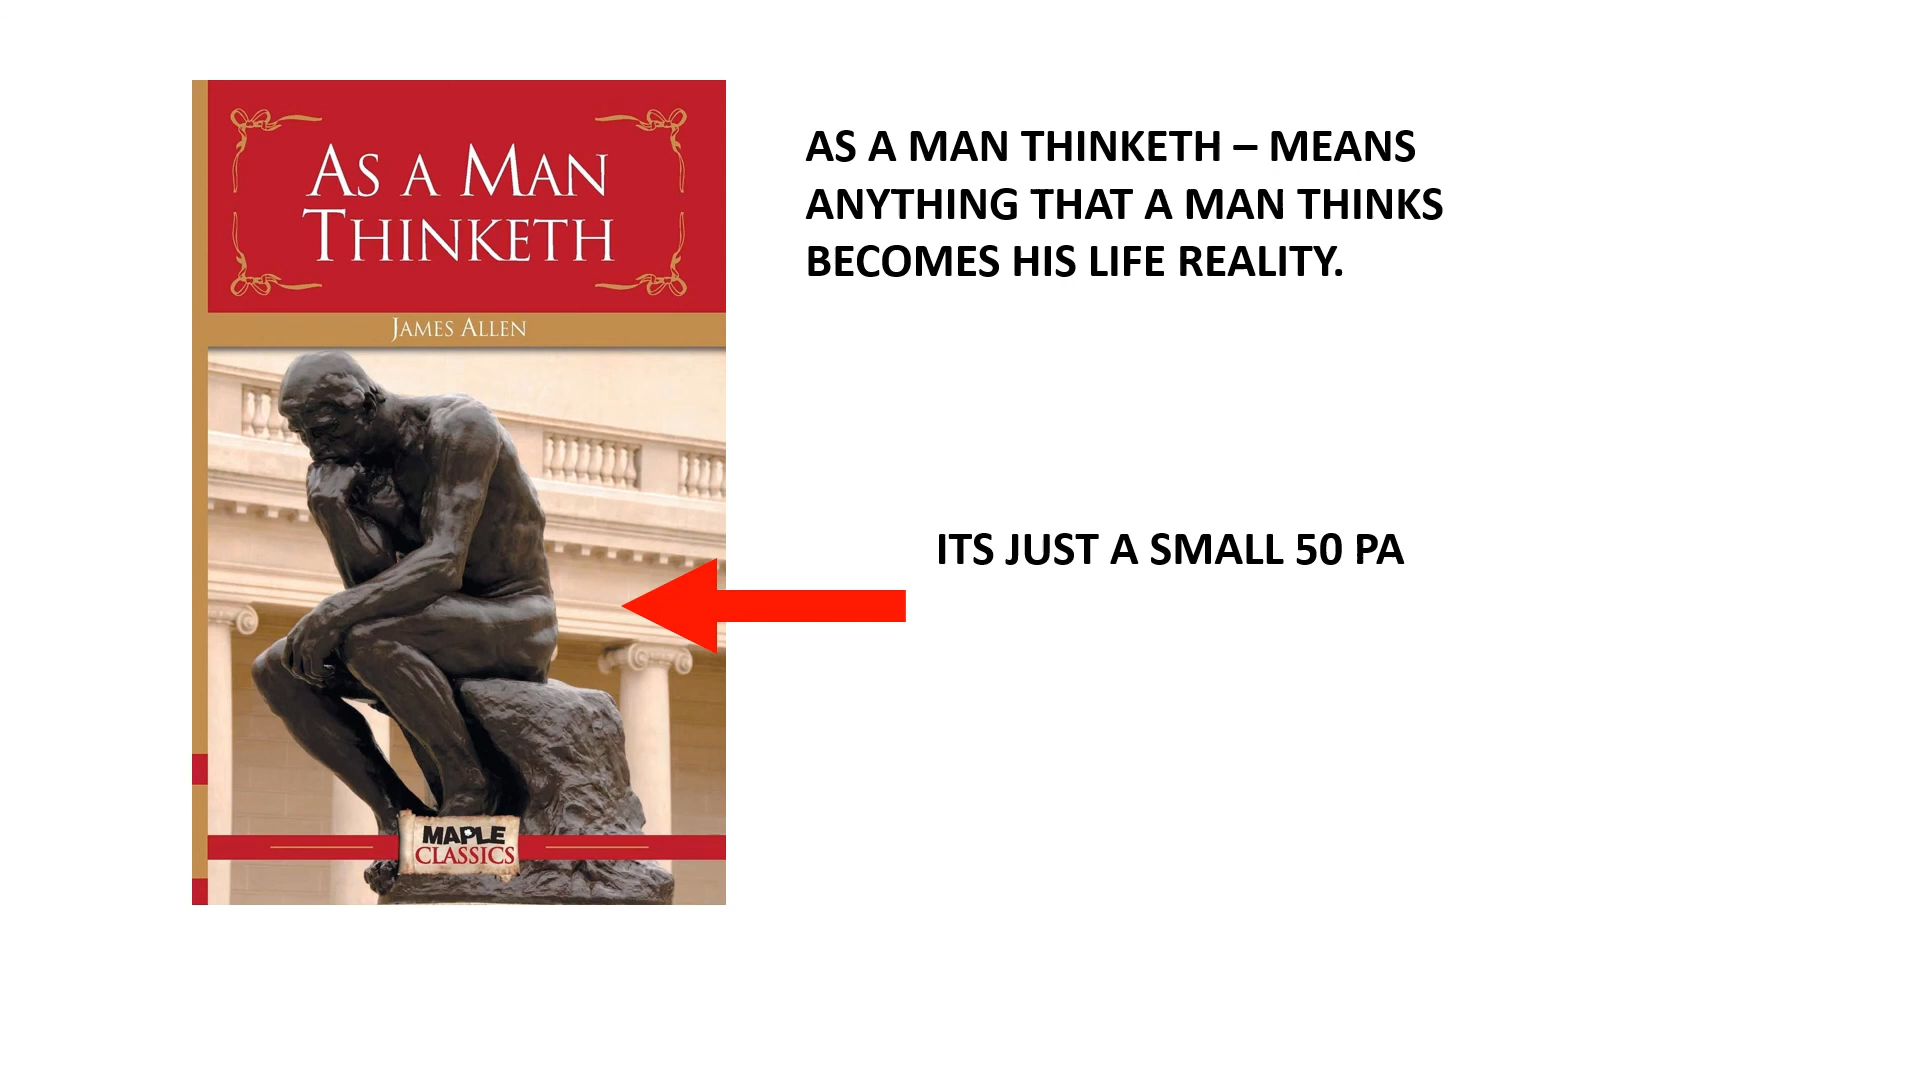 AS A MAN
THINKETH
JAMES ALLEN
MAPLE
CLASSICS
AS A MAN THINKETH – MEANS
ANYTHING THAT A MAN THINKS
BECOMES HIS LIFE REALITY.
ITS JUST A SMALL 50 PA